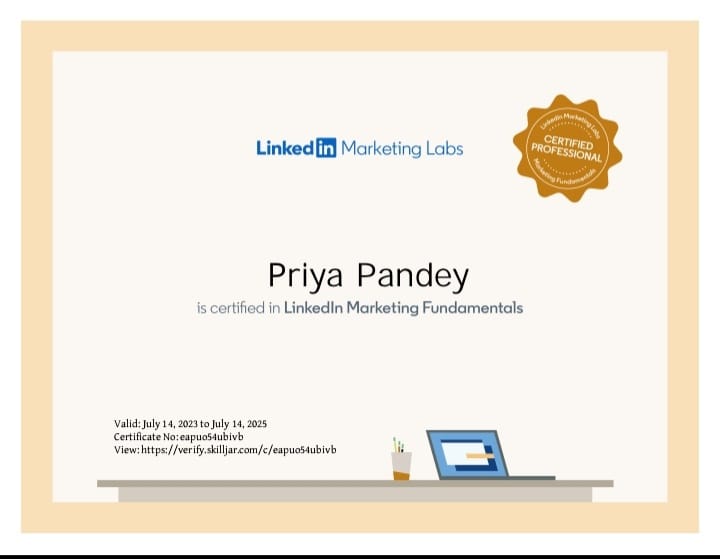 Linkedin Marketing Labs
LinkedIn Marketing Labs
CERTIFIED
PROFESSIONAL
Marketing Fundamentals
Priya Pandey
is certified in LinkedIn Marketing Fundamentals
Valid: July 14, 2023 to July 14, 2025
Certificate No: eapuo54ubivb
View: https://verify.skilljar.com/c/eapuo54ubivb